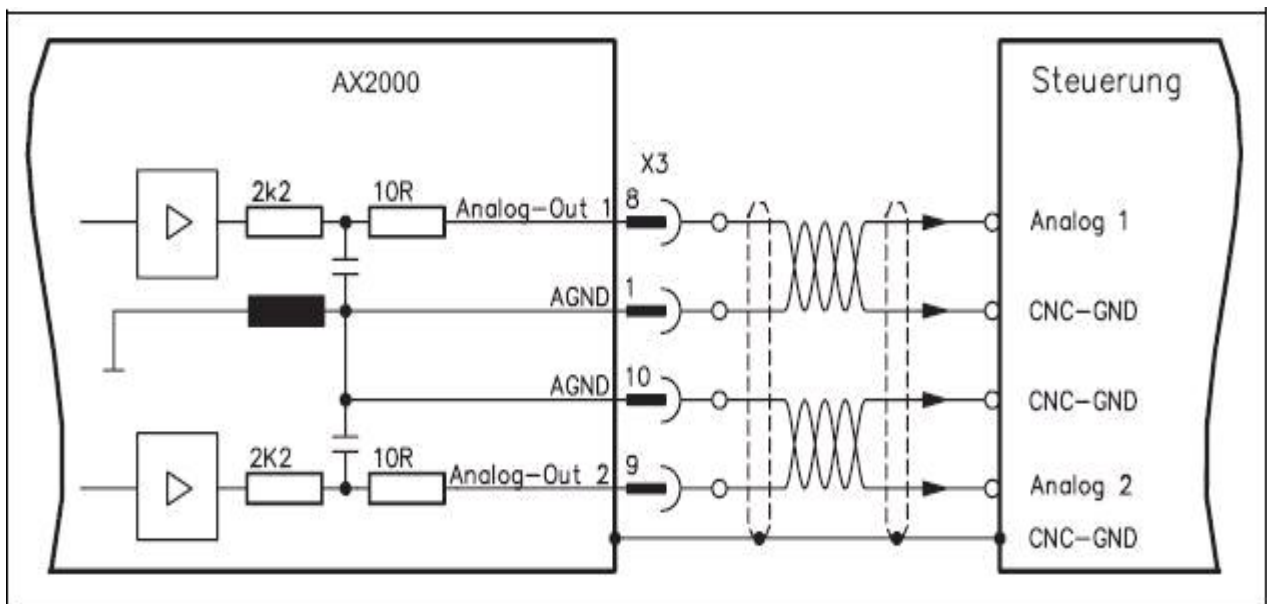 AX2000
Steuerung
X3
2k2
10R
Analog-Out 1
8
Analog 1
AGND
1
CNC-GND
AGND
10
CNC-GND
2K2
10R
Analog-Out 2
9
Analog 2
CNC-GND